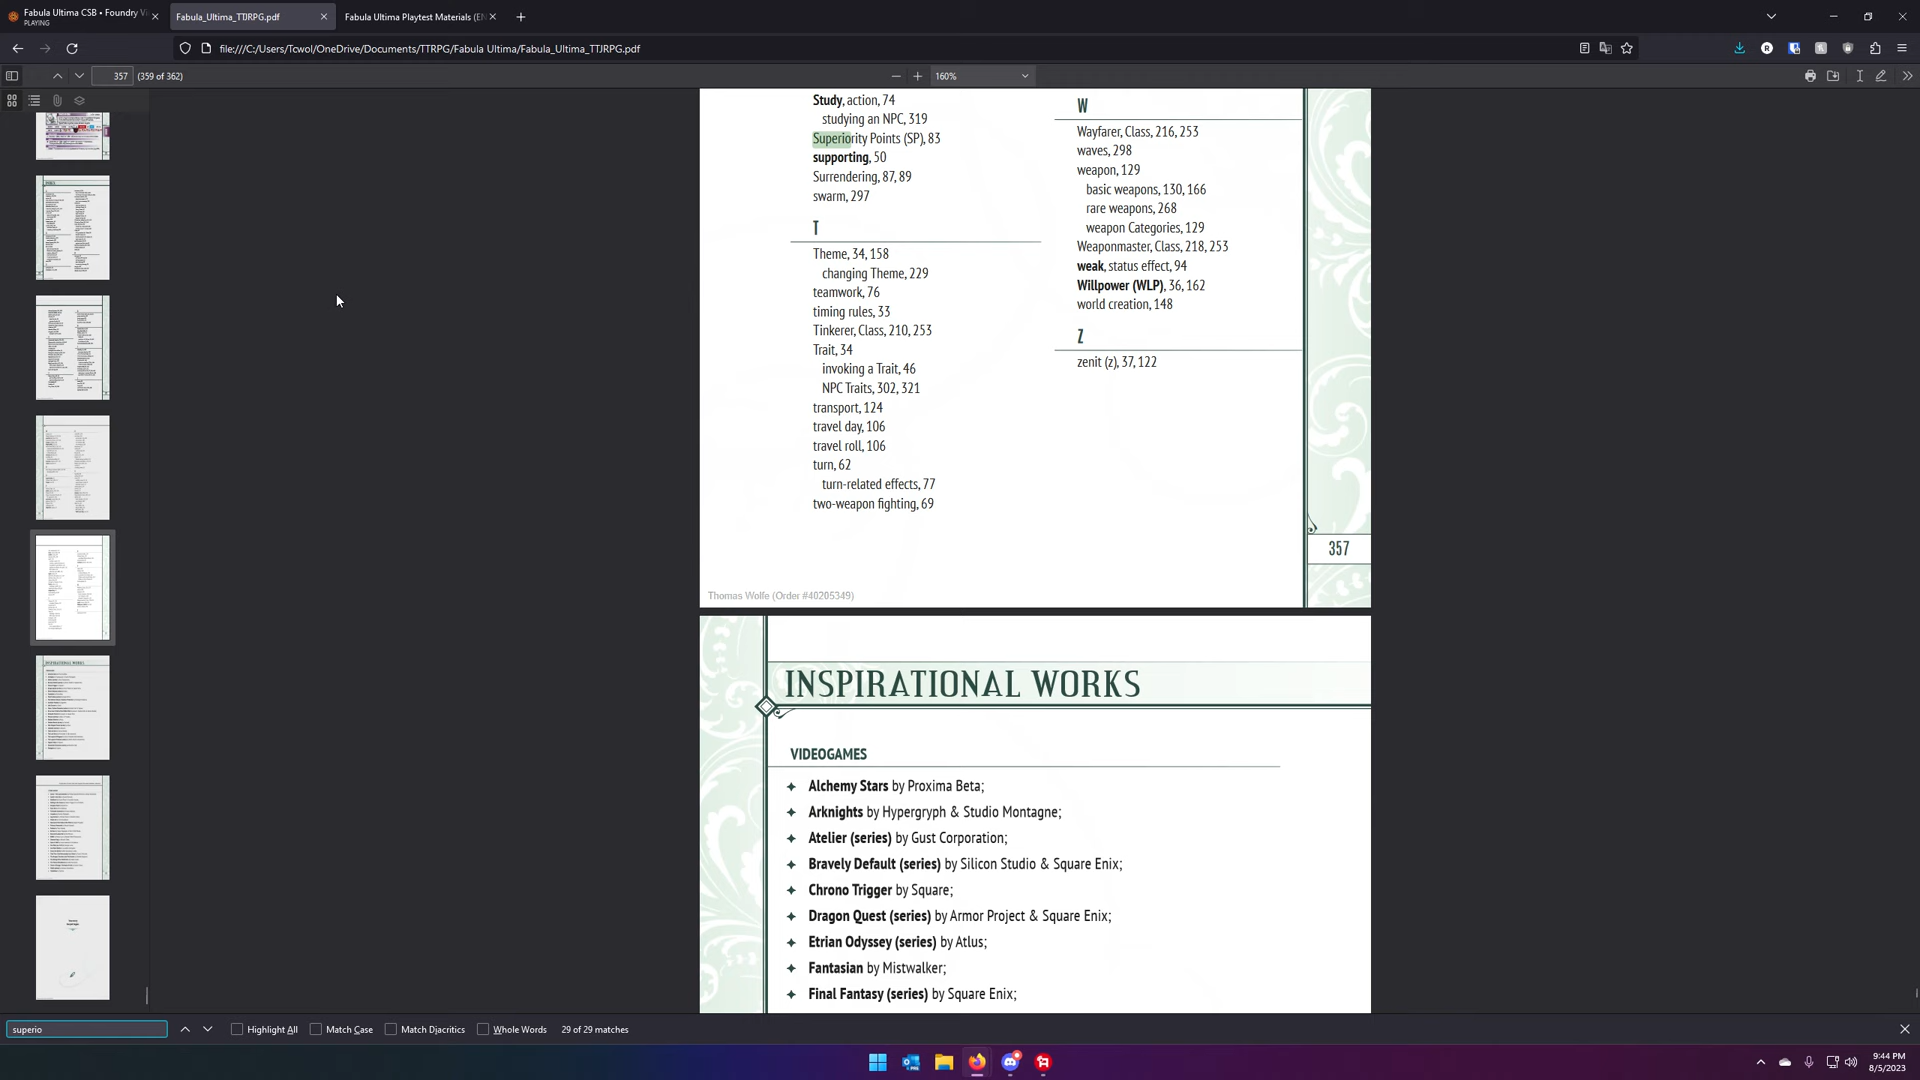 Fabula Ultima CSB • Foundry Vi
PLAYING
Fabula_Ultima_TTJRPG.pdf
Fabula Ultima Playtest Materials (EN
file:///C:/Users/Tcwol/OneDrive/Documents/TTRPG/Fabula Ultima/Fabula_Ultima_TTJRPG.pdf
357
(359 of 362)
160%
Study, action, 74
studying an NPC, 319
Superiority Points (SP), 83
supporting, 50
Surrendering, 87, 89
swarm, 297
T
Theme, 34, 158
changing Theme, 229
teamwork, 76
timing rules, 33
Tinkerer, Class, 210, 253
Trait, 34
invoking a Trait, 46
NPC Traits, 302, 321
transport, 124
travel day, 106
travel roll, 106
turn, 62
turn-related effects, 77
two-weapon fighting, 69
W
Wayfarer, Class, 216, 253
waves, 298
weapon, 129
basic weapons, 130, 166
rare weapons, 268
weapon Categories, 129
Weaponmaster, Class, 218, 253
weak, status effect, 94
Willpower (WLP), 36, 162
world creation, 148
Z
zenit (z), 37, 122
357
Thomas Wolfe (Order #40205349)
INSPIRATIONAL WORKS
VIDEOGAMES
Alchemy Stars by Proxima Beta;
Arknights by Hypergryph & Studio Montagne;
Atelier (series) by Gust Corporation;
Bravely Default (series) by Silicon Studio & Square Enix;
Chrono Trigger by Square;
Dragon Quest (series) by Armor Project & Square Enix;
Etrian Odyssey (series) by Atlus;
Fantasian by Mistwalker;
Final Fantasy (series) by Square Enix;
superio
Highlight All
Match Case
Match Diacritics
Whole Words
29 of 29 matches
9:44 PM
8/5/2023